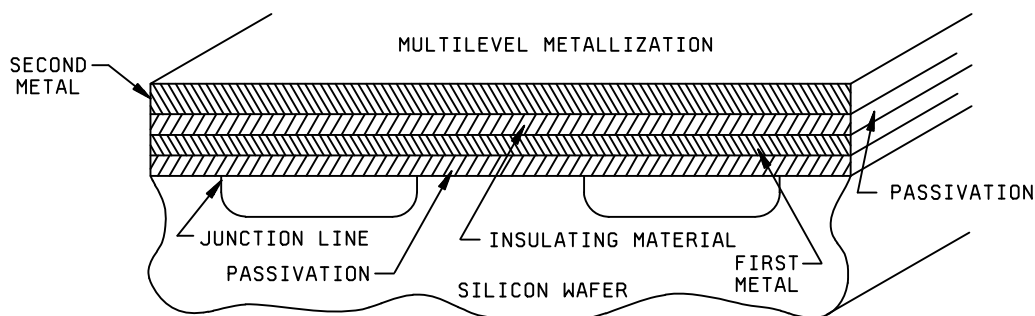 MULTILEVEL METALLIZATION
SECOND
METAL
PASSIVATION
JUNCTION LINE
INSULATING MATERIAL
PASSIVATION
FIRST
METAL
SILICON WAFER